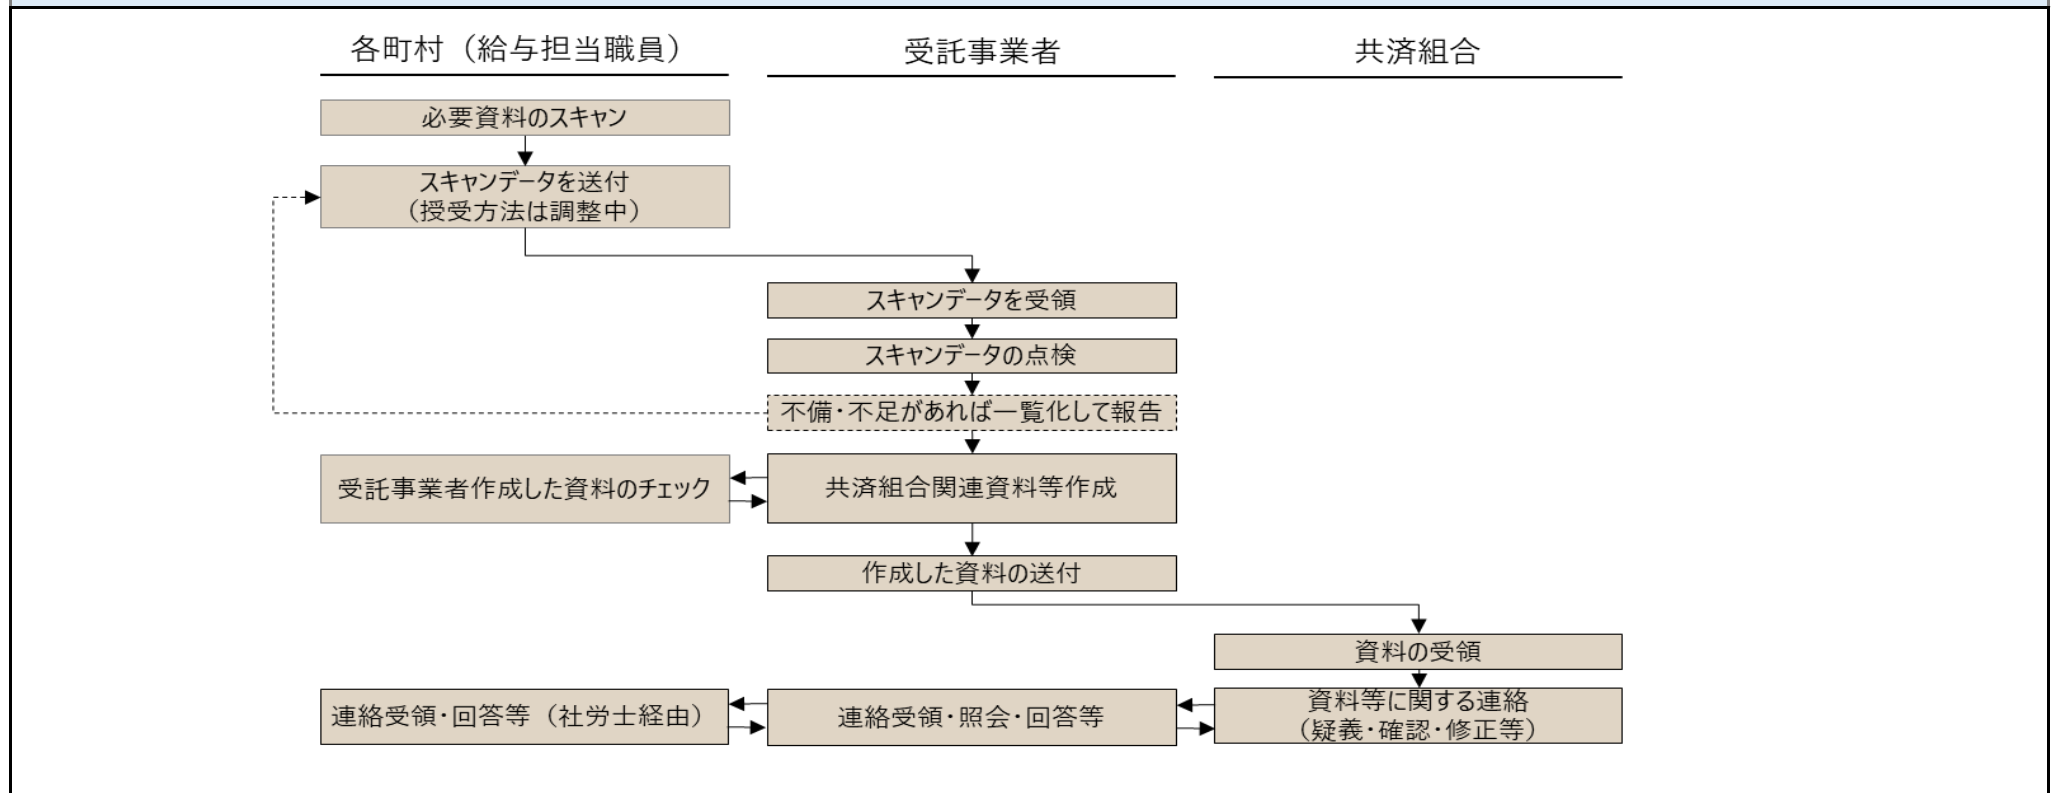 各町村（給与担当職員）
受託事業者
共済組合
必要資料のスキャン
スキャンデータを送付
（授受方法は調整中）
スキャンデータを受領
スキャンデータの点検
不備・不足があれば一覧化して報告
受託事業者作成した資料のチェック
共済組合関連資料等作成
作成した資料の送付
資料の受領
連絡受領・回答等（社労士経由）
連絡受領・照会・回答等
資料等に関する連絡
（疑義・確認・修正等）